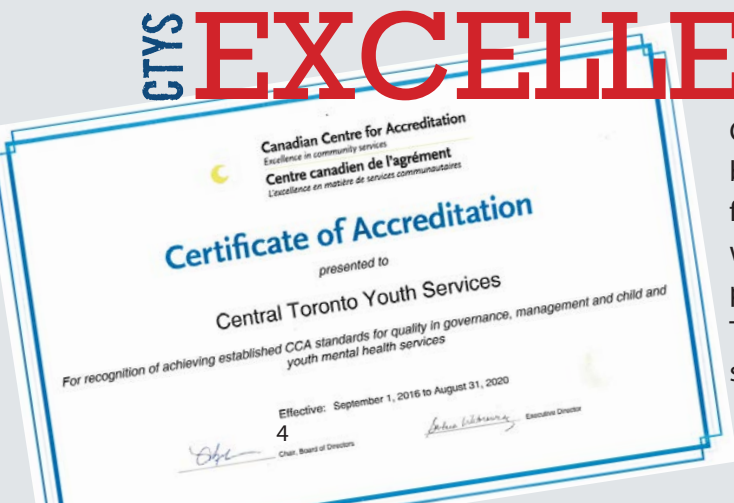 CTYS
EXCELLE
Canadian Centre for Accreditation
Excellence in community services
Centre canadien de l'agrément
L'excellence en matière de services communautaires
Certificate of Accreditation
presented to
Central Toronto Youth Services
For recognition of achieving established CCA standards for quality in governance, management and child and
youth mental health services
Effective: September 1, 2016 to August 31, 2020
4
Chair, Board of Directors
Executive Director